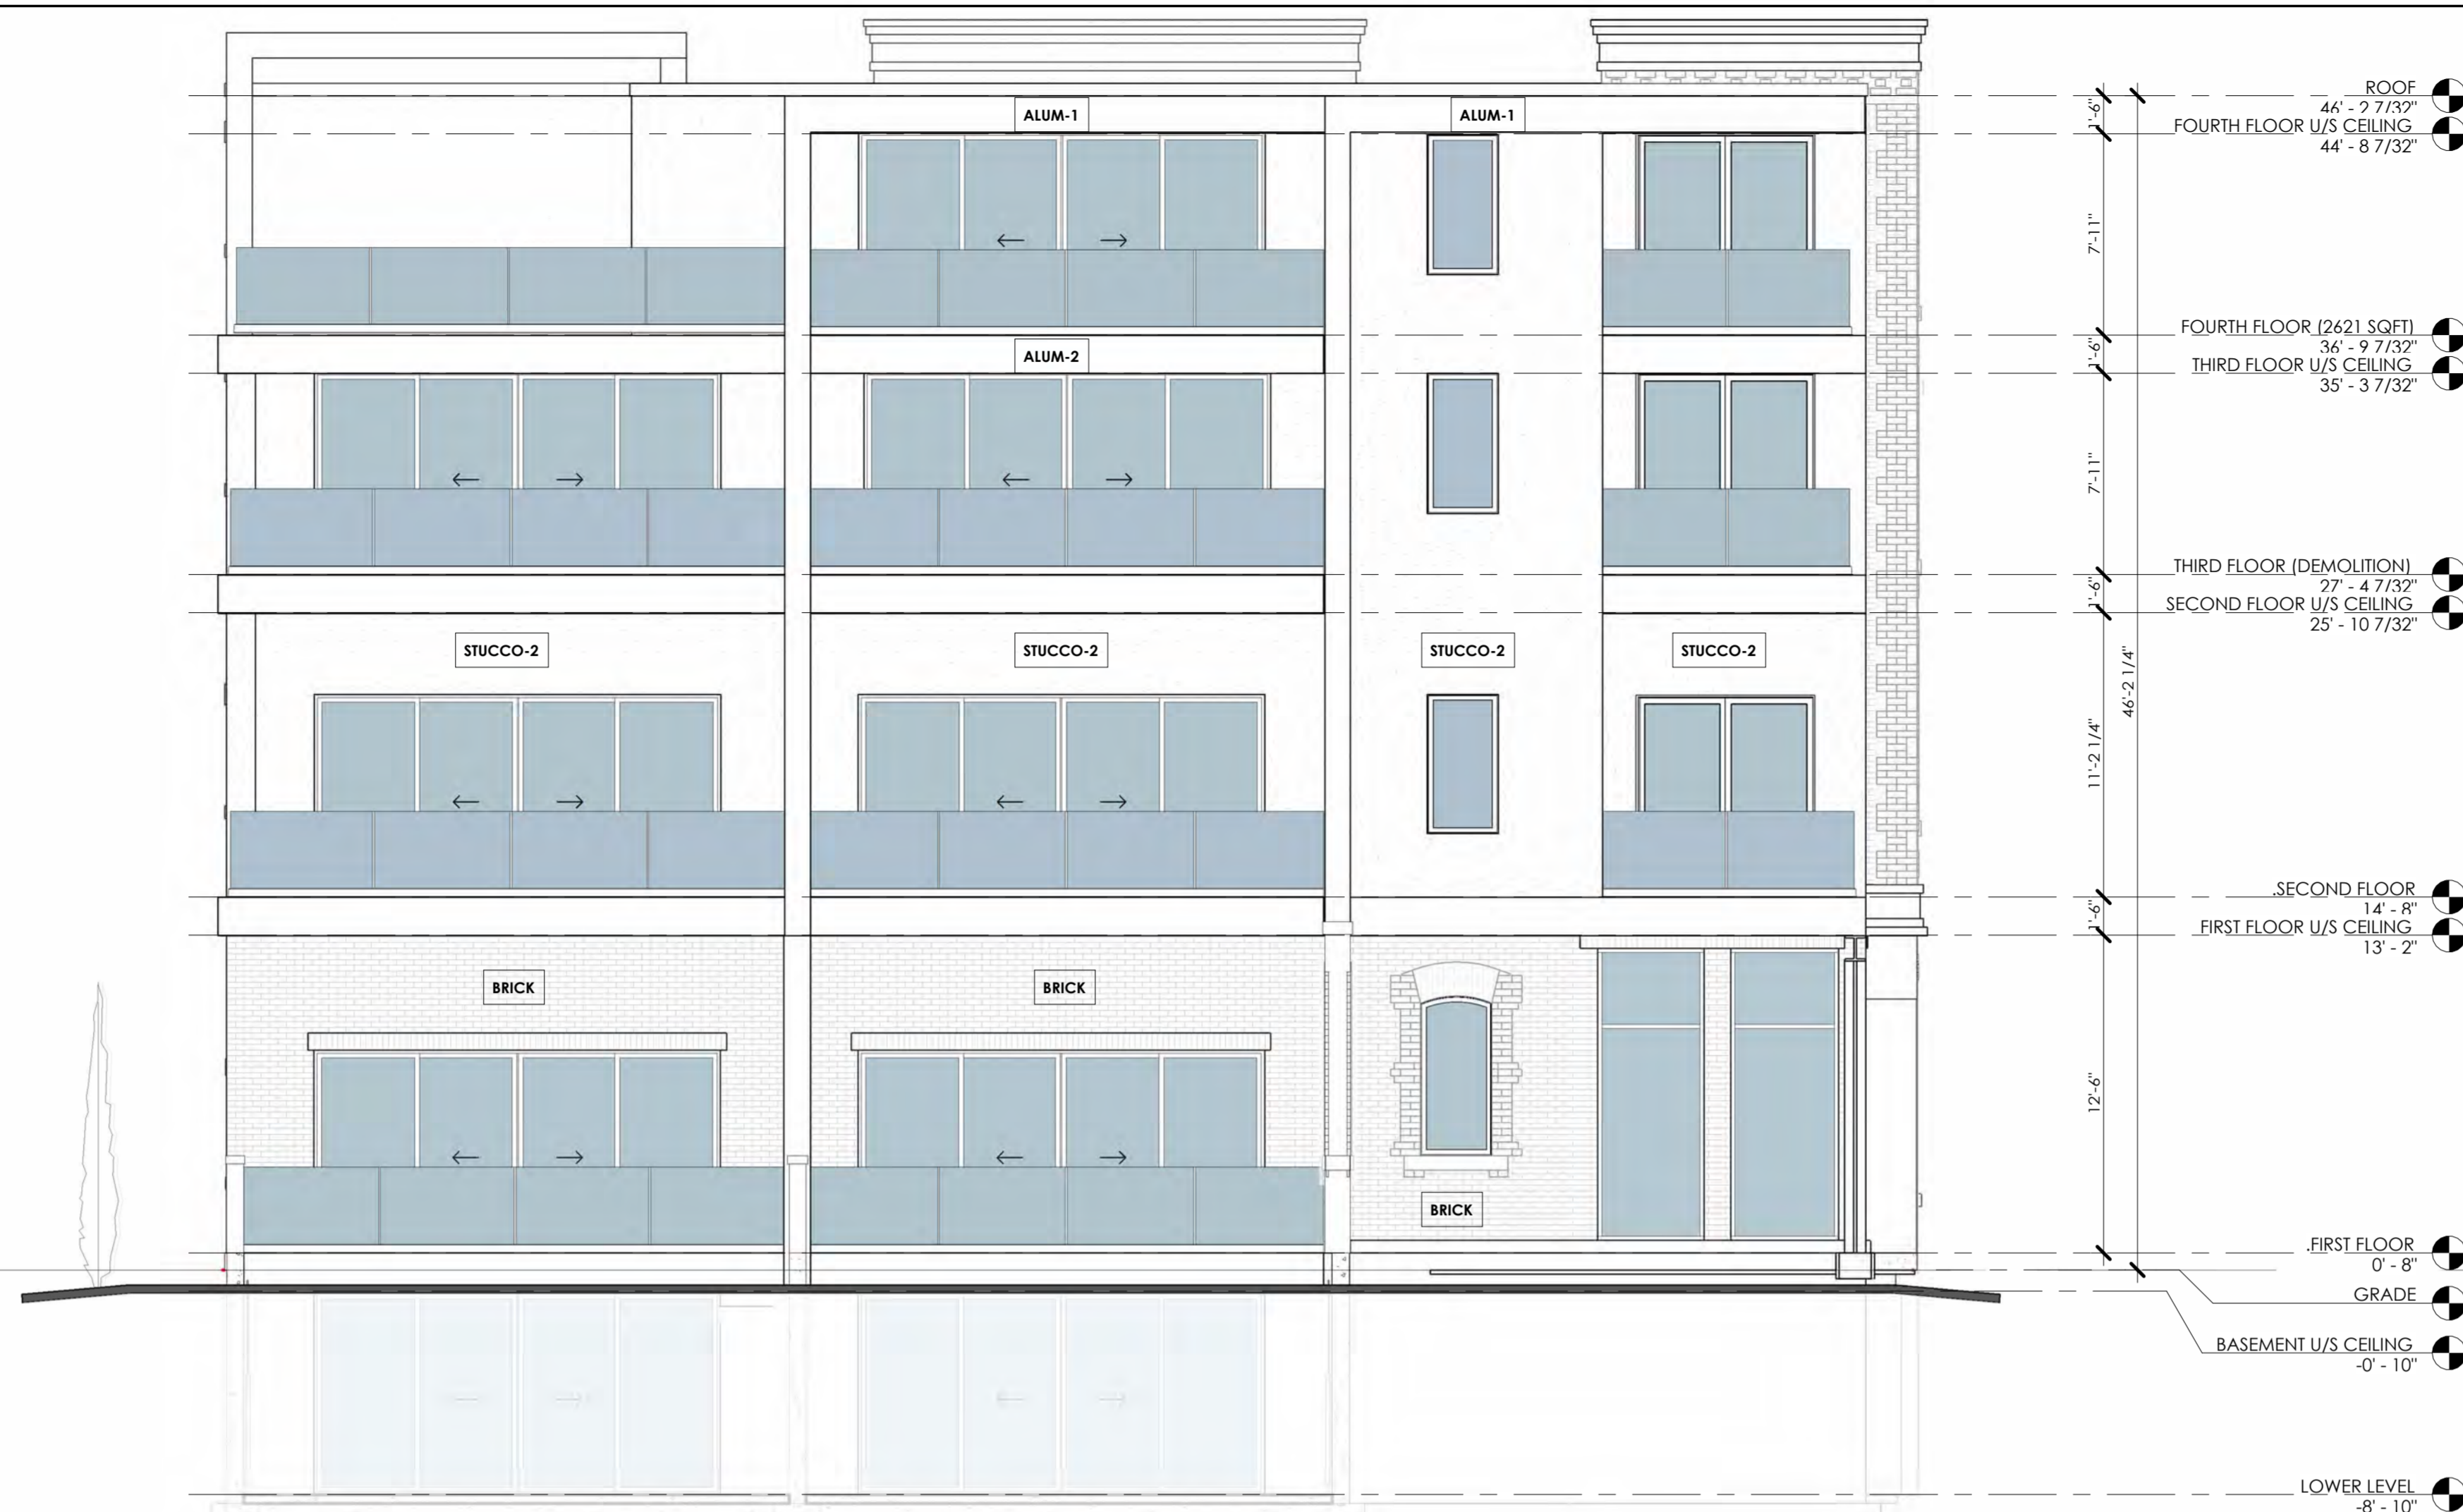 ALUM-1
ALUM-1
ROOF
46' - 2 7/32"
1'-6"
FOURTH FLOOR U/S CEILING
44' - 8 7/32"
7'-11"
FOURTH FLOOR (2621 SQFT)
36' - 9 7/32"
ALUM-2
1'-6"
THIRD FLOOR U/S CEILING
35' - 3 7/32"
7'-11"
THIRD FLOOR (DEMOLITION)
27' - 4 7/32"
1'-6"
SECOND FLOOR U/S CEILING
25' - 10 7/32"
STUCCO-2
STUCCO-2
STUCCO-2
STUCCO-2
46'-2 1/4"
11'-2 1/4"
.SECOND FLOOR
14' - 8"
1'-6"
FIRST FLOOR U/S CEILING
13' - 2"
BRICK
BRICK
12'-6"
BRICK
.FIRST FLOOR
0' - 8"
GRADE
BASEMENT U/S CEILING
-0' - 10"
LOWER LEVEL
-8' - 10"